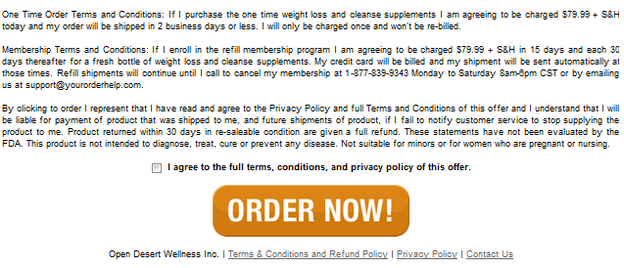 One Time Order Terms and Conditions: If I purchase the one time weight loss and cleanse supplements I am agreeing to be charged $79.99 + S&H
today and my order will be shipped in 2 business days or less. I will only be charged once and won't be re-billed.
Membership Terms and Conditions: If I enroll in the refill membership program I am agreeing to be charged $79.99 + S&H in 15 days and each 30
days thereafter for a fresh bottle of weight loss and cleanse supplements. My credit card will be billed and my shipment will be sent automatically at
those times. Refill shipments will continue until I call to cancel my membership at 1-877-839-9343 Monday to Saturday 8am-6pm CST or by emailing
us at support@yourorderhelp.com.
By clicking to order I represent that I have read and agree to the Privacy Policy and full Terms and Conditions of this offer and I understand that I will
be liable for payment of product that was shipped to me, and future shipments of product, if I fail to notify customer service to stop supplying the
product to me. Product returned within 30 days in re-saleable condition are given a full refund. These statements have not been evaluated by the
FDA. This product is not intended to diagnose, treat, cure or prevent any disease. Not suitable for minors or for women who are pregnant or nursing.
I agree to the full terms, conditions, and privacy policy of this offer.
ORDER NOW!
Open Desert Wellness Inc. | Terms & Conditions and Refund Policy | Privacy Policy | Contact Us